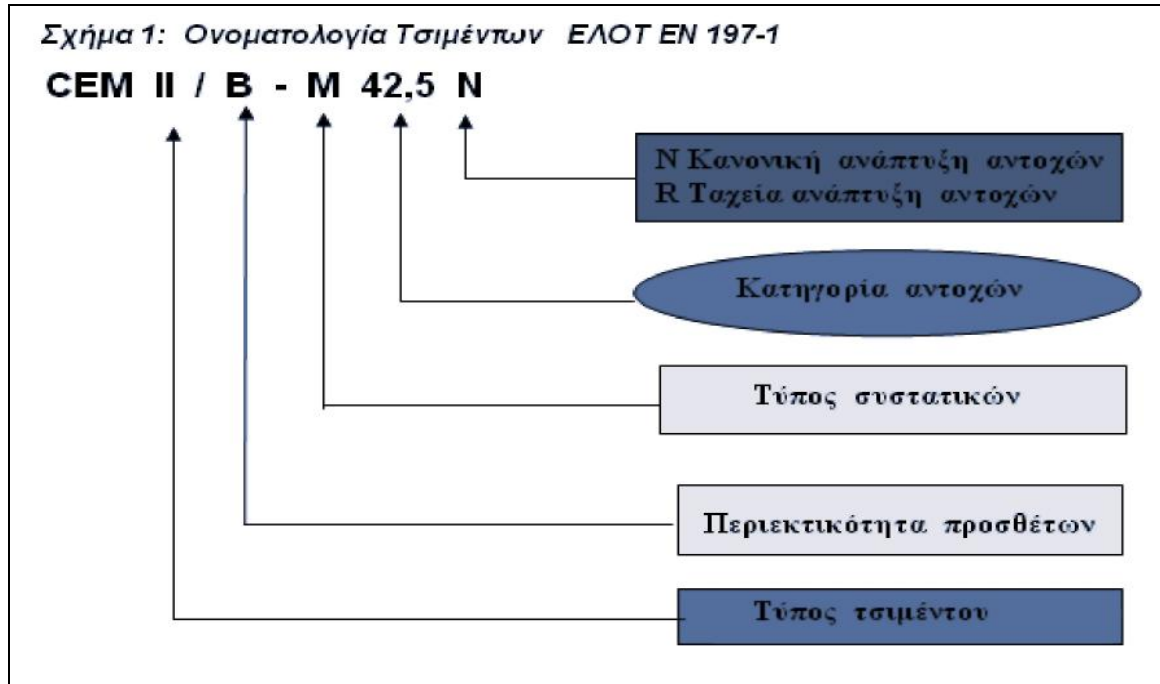 Σχήμα 1: Ονοματολογία Τσιμέντων ΕΛΟΤ ΕΝ 197-1
CEM II / B - M 42,5 N
N Κανονική ανάπτυξη αντοχών
R Ταχεία ανάπτυξη αντοχών
Κατηγορία αντοχών
Τύπος συστατικών
Περιεκτικότητα προσθέτων
Τύπος τσιμέντου